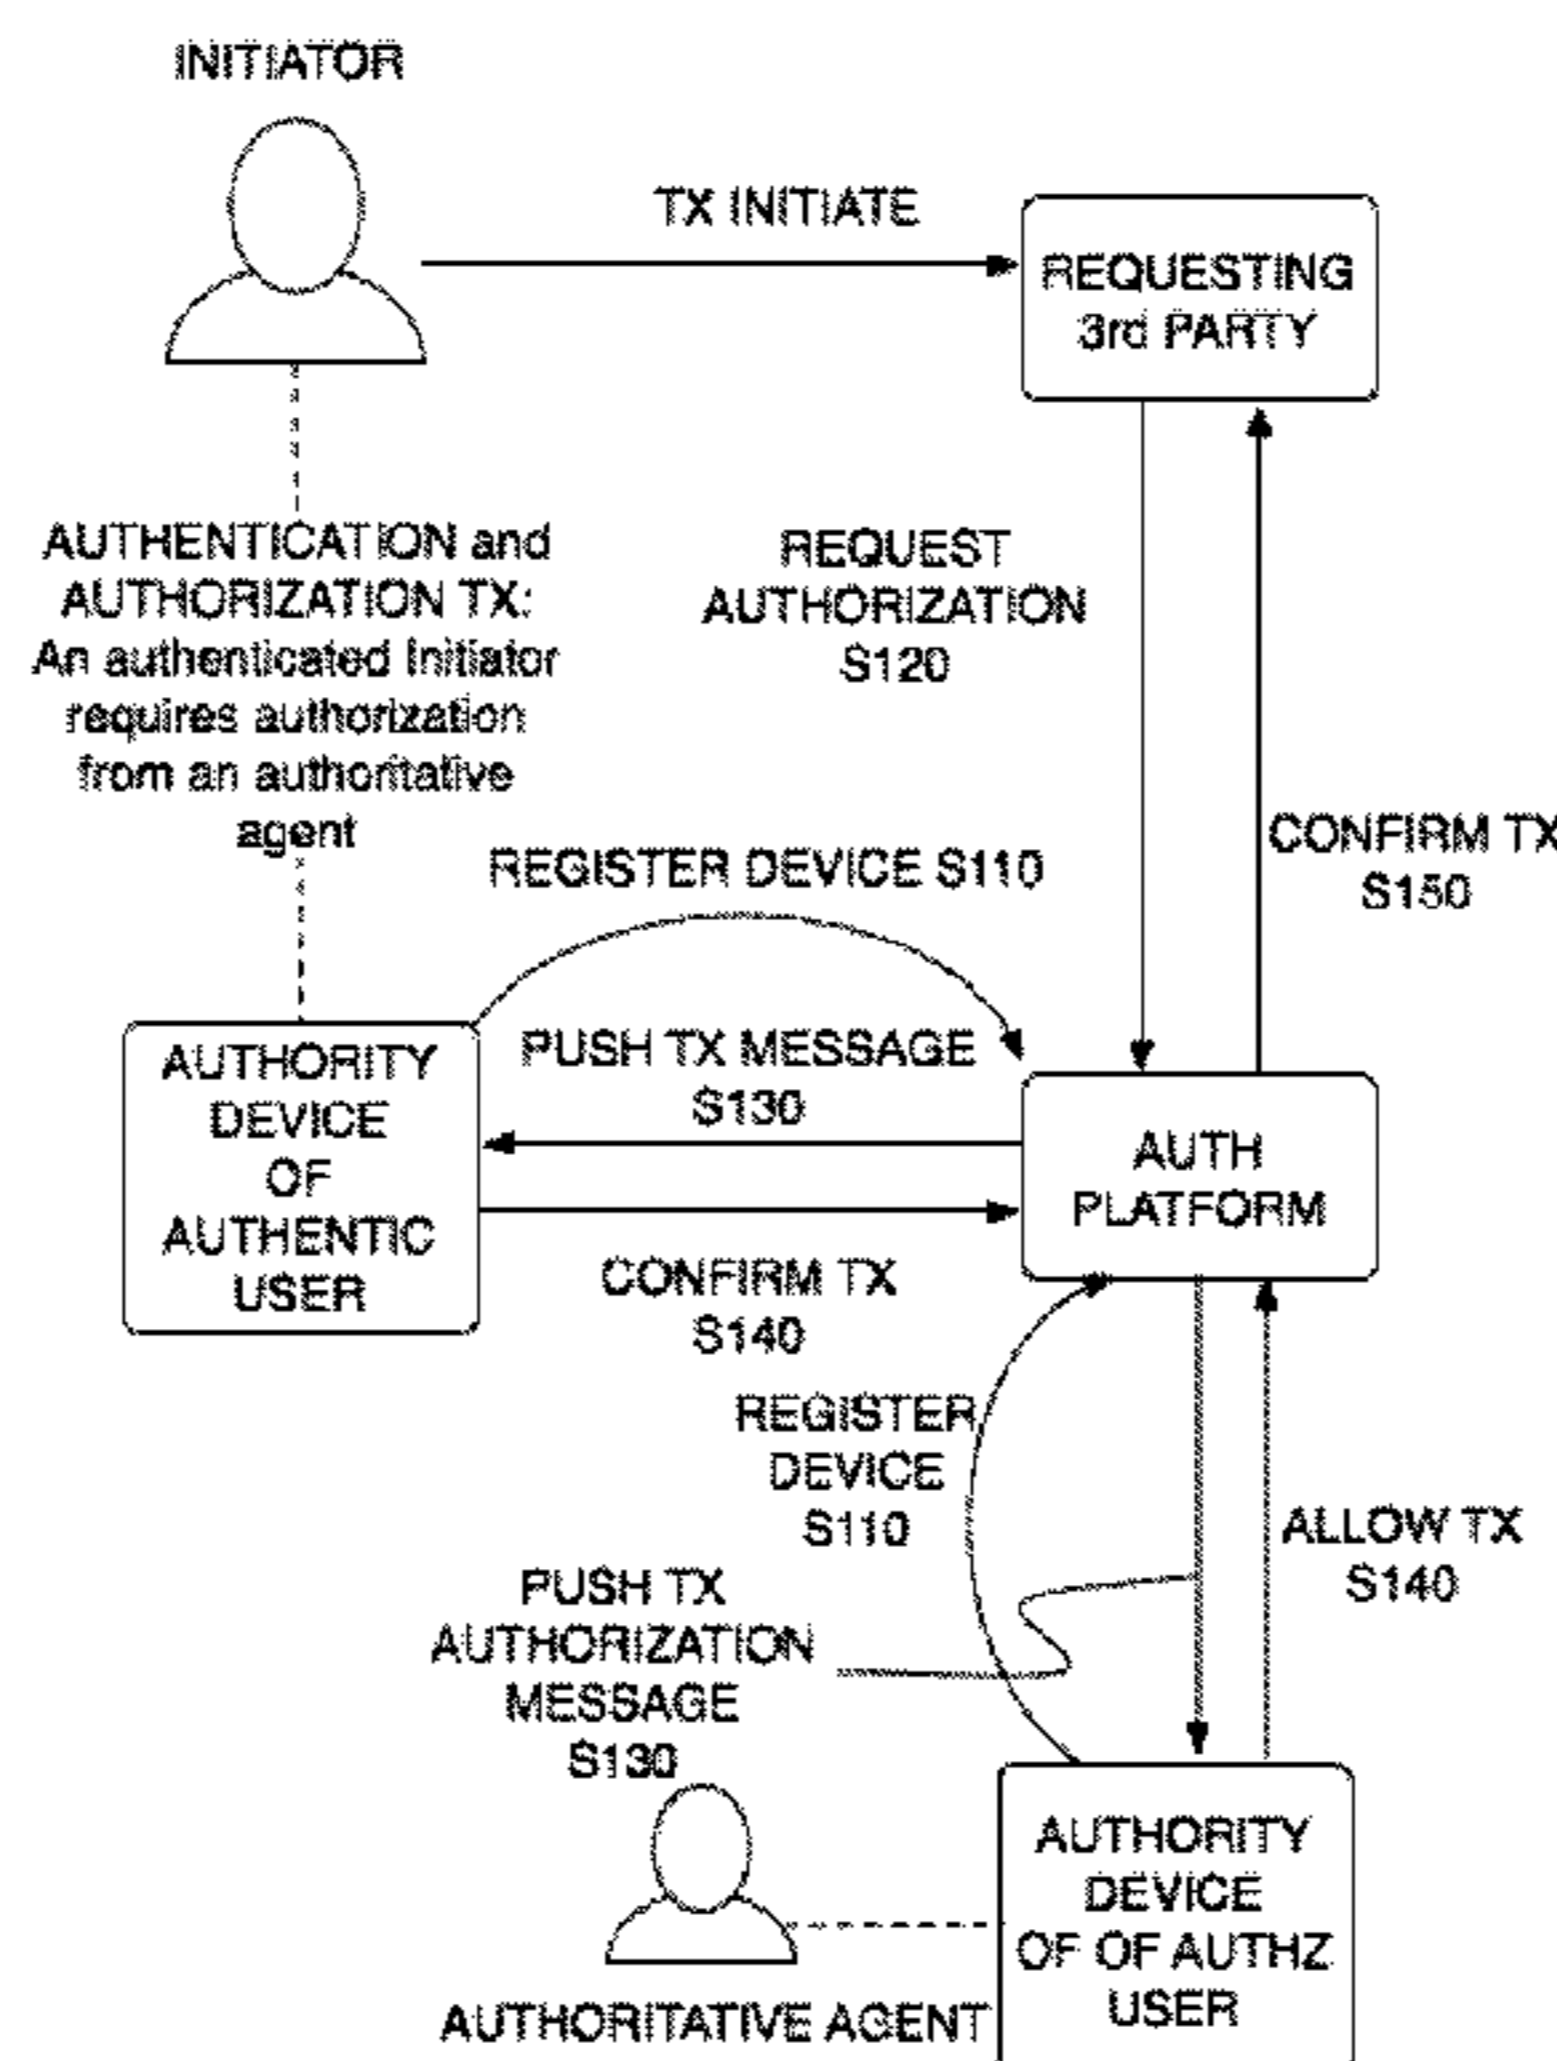 INITIATOR
TX INITIATE
REQUESTING
3rd PARTY
AUTHENTICATION and
AUTHORIZATION TX:
An authenticated Initiator
requires authorization
from an authoritative
agent
REQUEST
AUTHORIZATION
S120
CONFIRM TX
S150
REGISTER DEVICE S110
AUTHORITY
DEVICE
OF
AUTHENTIC
USER
PUSH TX MESSAGE
S130
AUTH
PLATFORM
CONFIRM TX
S140
REGISTER
DEVICE
S110
ALLOW TX
S140
PUSH TX
AUTHORIZATION
MESSAGE
S130
AUTHORITY
DEVICE
OF OF AUTHZ
USER
AUTHORITATIVE AGENT